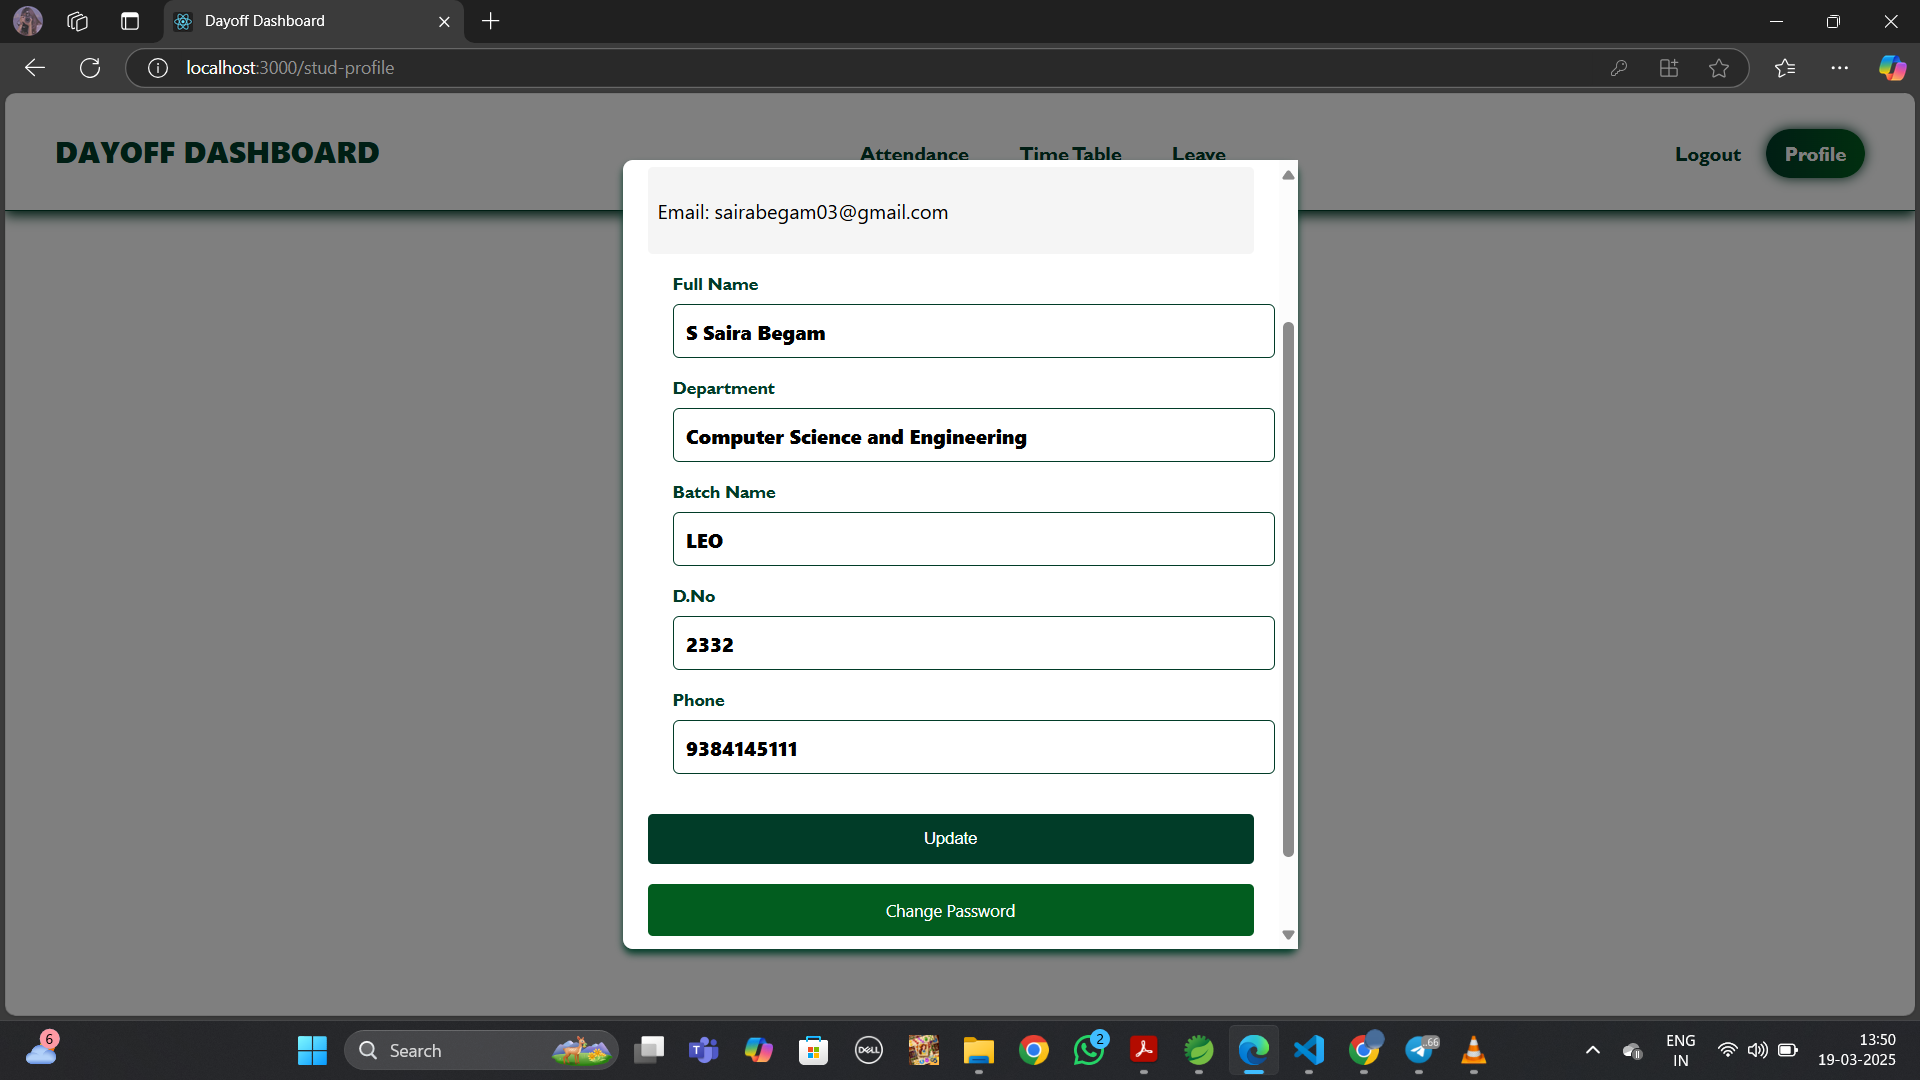 Dayoff Dashboard
localhost:3000/stud-profile
DAYOFF DASHBOARD
Attendance
Time Table
Leave
Logout
Profile
Email: sairabegam03@gmail.com
Full Name
S Saira Begam
Department
Computer Science and Engineering
Batch Name
LEO
D.No
2332
Phone
9384145111
Update
Change Password
6
Search
T
DELL
2
66
ENG
IN
13:50
19-03-2025